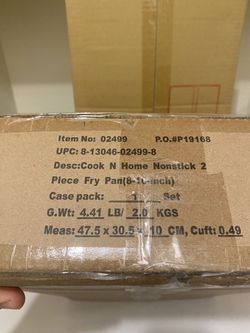 Item No: 02499 P.O.#P19168
UPC: 8-13046-02499-8
Desc:Cook N Home Nonstick 2
Piece Fry Pan(8-10-inch)
Case pack: 1 Set
G.Wt: 4.41 LB/ 2.0 KGS
Meas: 47.5 x 30.5 x 10 CM, Cuft: 0.49